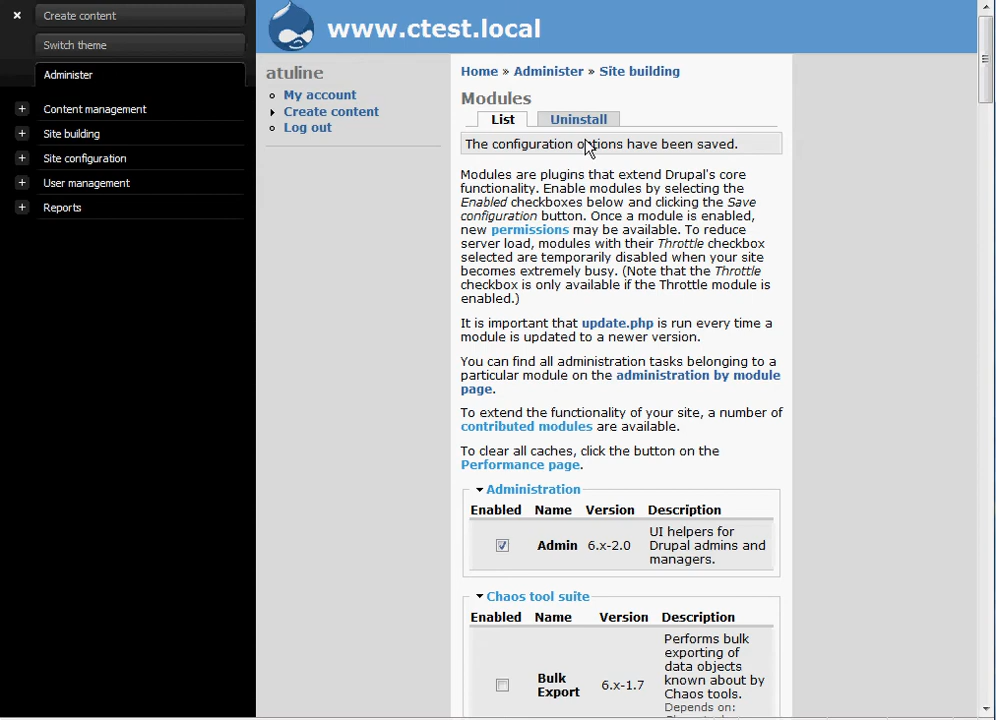 Create content
Switch theme
Administer
Content management
Site building
Site configuration
User management
Reports
www.ctest.local
atuline
My account
Create content
Log out
Home » Administer » Site building
Modules
List Uninstall
The configuration options have been saved.
Modules are plugins that extend Drupal's core
functionality. Enable modules by selecting the
Enabled checkboxes below and clicking the Save
configuration button. Once a module is enabled,
new permissions may be available. To reduce
server load, modules with their Throttle checkbox
selected are temporarily disabled when your site
becomes extremely busy. (Note that the Throttle
checkbox is only available if the Throttle module is
enabled.)
It is important that update.php is run every time a
module is updated to a newer version.
You can find all administration tasks belonging to a
particular module on the administration by module
page.
To extend the functionality of your site, a number of
contributed modules are available.
To clear all caches, click the button on the
Performance page.
Administration
Enabled Name Version Description
Admin 6.x-2.0 UI helpers for
Drupal admins and
managers.
Chaos tool suite
Enabled Name Version Description
Bulk Export 6.x-1.7 Performs bulk
exporting of
data objects
known about by
Chaos tools.
Depends on: